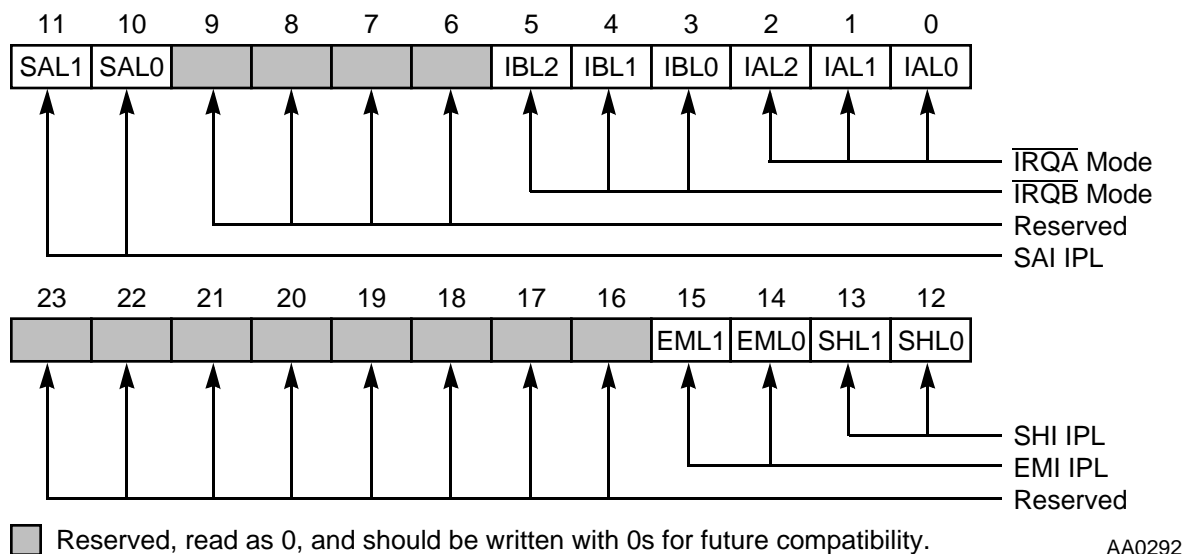 11 10 9 8 7 6 5 4 3 2 1 0
SAL1 SAL0 IBL2 IBL1 IBL0 IAL2 IAL1 IAL0
IRQA Mode
IRQB Mode
Reserved
SAI IPL
23 22 21 20 19 18 17 16 15 14 13 12
EML1 EML0 SHL1 SHL0
SHI IPL
EMI IPL
Reserved
Reserved, read as 0, and should be written with 0s for future compatibility.
AA0292